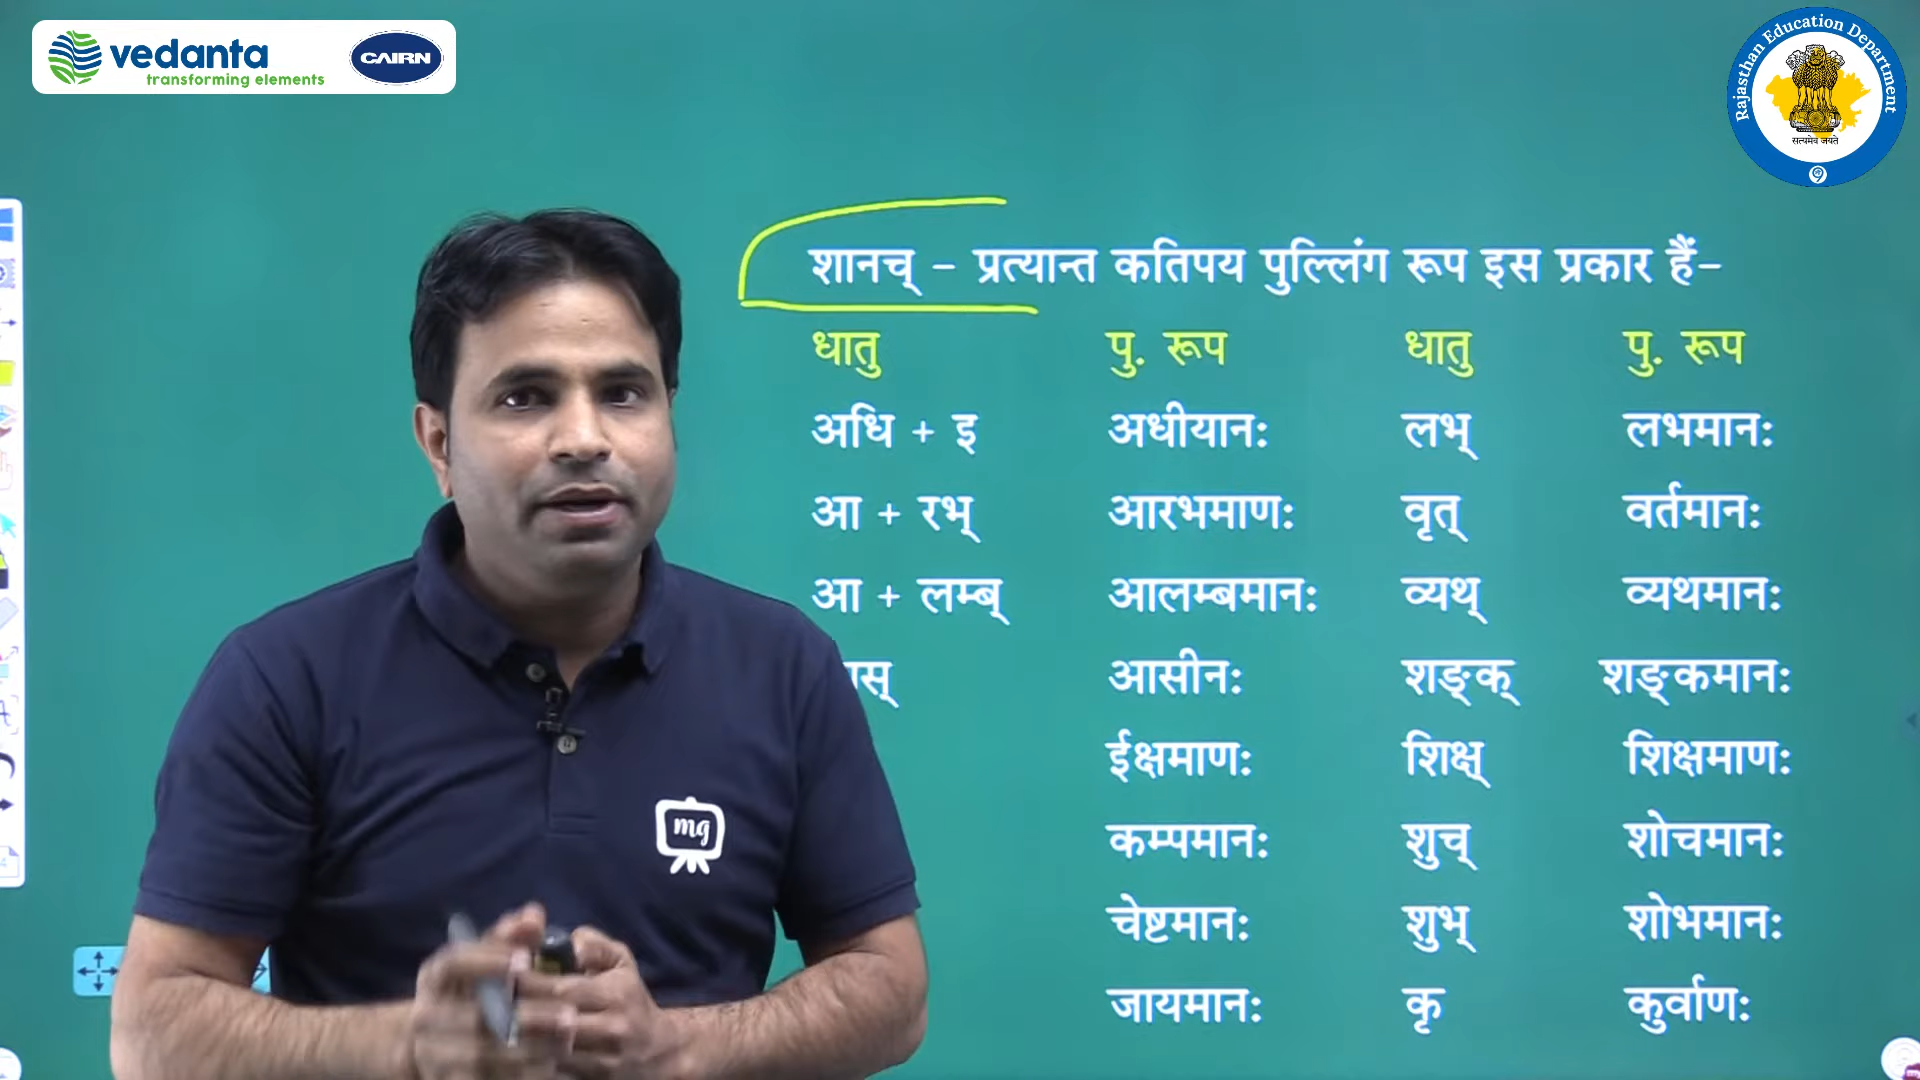 vedanta
transforming elements
CAIRN
Rajasthan Education Department
सत्यमेव जयते
शानच् - प्रत्यान्त कतिपय पुल्लिंग रूप इस प्रकार हैं-
धातु पु. रूप धातु पु. रूप
अधि + इ अधीयानः लभ् लभमानः
आ + रभ् आरभमाणः वृत् वर्तमानः
आ + लम्ब् आलम्बमानः व्यथ् व्यथमानः
आसीनः शङ्क् शङ्कमानः
ईक्षमाणः शिक्ष् शिक्षमाणः
कम्पमानः शुच् शोचमानः
चेष्टमानः शुभ् शोभमानः
जायमानः कृ कुर्वाणः
mg